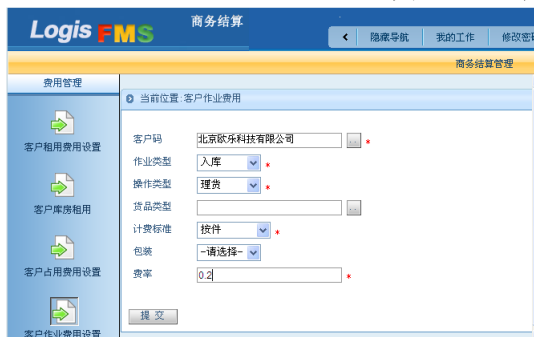 Logis FMS
商务结算
隐藏导航
我的工作
修改密
商务结算管理
费用管理
当前位置:客户作业费用
客户租用费用设置
客户库房租用
客户占用费用设置
客户作业费用设置
客户码 北京欧乐科技有限公司 ... *
作业类型 入库 *
操作类型 理货 *
货品类型 ...
计费标准 按件 *
包装 -请选择-
费率 0.2 *
提 交